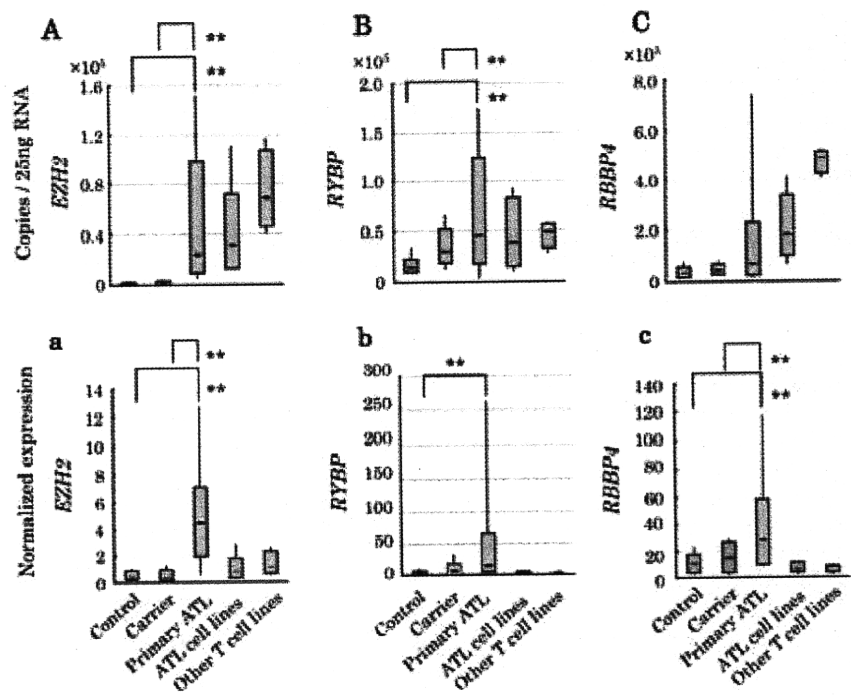 A
**
**
×10⁵
1.6
1.2
0.8
0.4
0
Copies / 25ng RNA
EZH2
B
**
**
×10⁵
2.0
1.5
1.0
0.5
0
RYBP
C
×10³
8.0
6.0
4.0
2.0
0
RBBP4
a
**
**
14
12
10
8
6
4
2
0
Normalized expression
EZH2
Control
Carrier
Primary ATL
ATL cell lines
Other T cell lines
b
**
300
250
200
150
100
50
0
RYBP
Control
Carrier
Primary ATL
ATL cell lines
Other T cell lines
c
**
**
140
120
100
80
60
40
20
0
RBBP4
Control
Carrier
Primary ATL
ATL cell lines
Other T cell lines